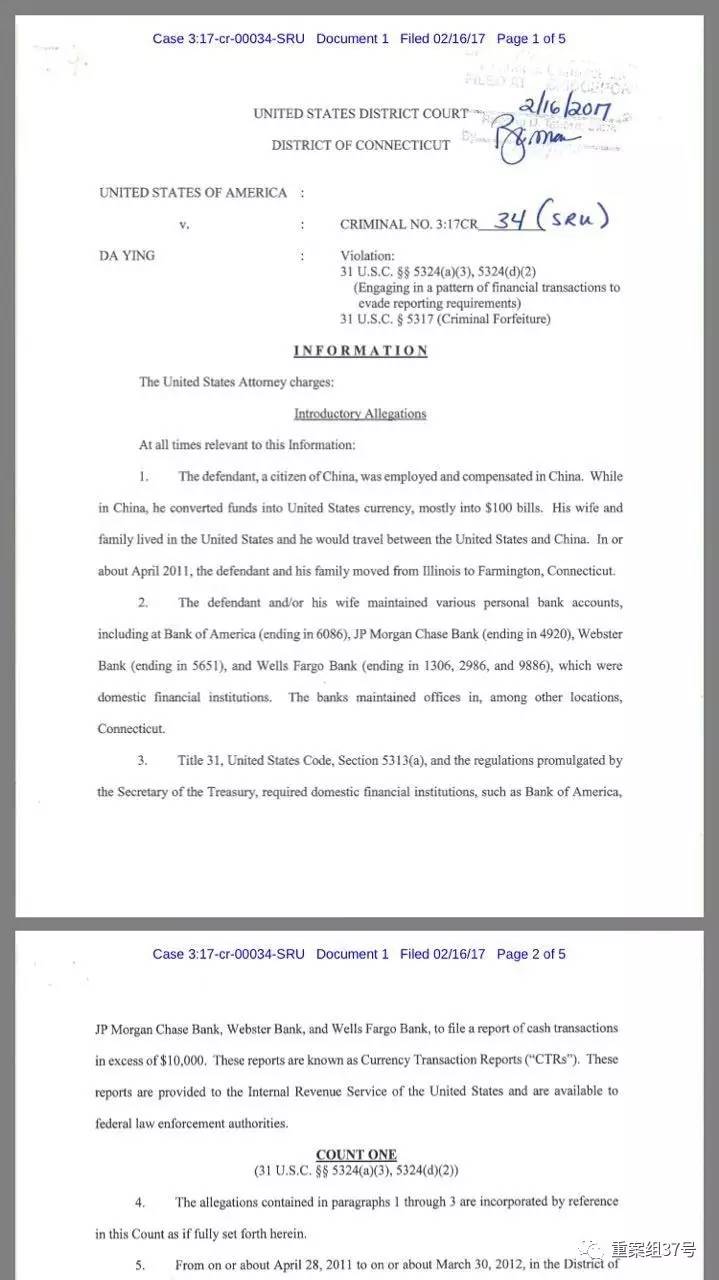 Case 3:17-cr-00034-SRU Document 1 Filed 02/16/17 Page 1 of 5
FILED AT
2/16/2017
UNITED STATES DISTRICT COURT
DISTRICT OF CONNECTICUT
UNITED STATES OF AMERICA :
v. : CRIMINAL NO. 3:17CR 34 (SRU)
DA YING : Violation:
31 U.S.C. §§ 5324(a)(3), 5324(d)(2)
(Engaging in a pattern of financial transactions to
evade reporting requirements)
31 U.S.C. § 5317 (Criminal Forfeiture)
INFORMATION
The United States Attorney charges:
Introductory Allegations
At all times relevant to this Information:
1. The defendant, a citizen of China, was employed and compensated in China. While
in China, he converted funds into United States currency, mostly into $100 bills. His wife and
family lived in the United States and he would travel between the United States and China. In or
about April 2011, the defendant and his family moved from Illinois to Farmington, Connecticut.
2. The defendant and/or his wife maintained various personal bank accounts,
including at Bank of America (ending in 6086), JP Morgan Chase Bank (ending in 4920), Webster
Bank (ending in 5651), and Wells Fargo Bank (ending in 1306, 2986, and 9886), which were
domestic financial institutions. The banks maintained offices in, among other locations,
Connecticut.
3. Title 31, United States Code, Section 5313(a), and the regulations promulgated by
the Secretary of the Treasury, required domestic financial institutions, such as Bank of America,
Case 3:17-cr-00034-SRU Document 1 Filed 02/16/17 Page 2 of 5
JP Morgan Chase Bank, Webster Bank, and Wells Fargo Bank, to file a report of cash transactions
in excess of $10,000. These reports are known as Currency Transaction Reports (“CTRs”). These
reports are provided to the Internal Revenue Service of the United States and are available to
federal law enforcement authorities.
COUNT ONE
(31 U.S.C. §§ 5324(a)(3), 5324(d)(2))
4. The allegations contained in paragraphs 1 through 3 are incorporated by reference
in this Count as if fully set forth herein.
5. From on or about April 28, 2011 to on or about March 30, 2012, in the District of
重案组37号